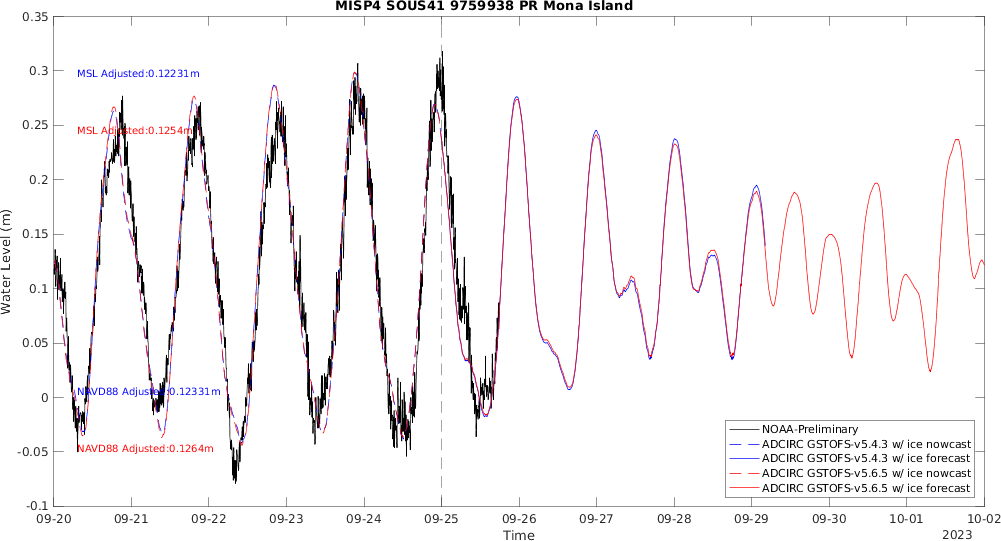 MISP4 SOUS41 9759938 PR Mona Island
0.35
0.3
0.25
0.2
0.15
0.1
0.05
0
-0.05
-0.1
Water Level (m)
MSL Adjusted:0.12231m
MSL Adjusted:0.1254m
NAVD88 Adjusted:0.12331m
NAVD88 Adjusted:0.1264m
NOAA-Preliminary
ADCIRC GSTOFS-v5.4.3 w/ ice nowcast
ADCIRC GSTOFS-v5.4.3 w/ ice forecast
ADCIRC GSTOFS-v5.6.5 w/ ice nowcast
ADCIRC GSTOFS-v5.6.5 w/ ice forecast
09-20 09-21 09-22 09-23 09-24 09-25 09-26 09-27 09-28 09-29 09-30 10-01 10-02
Time
2023